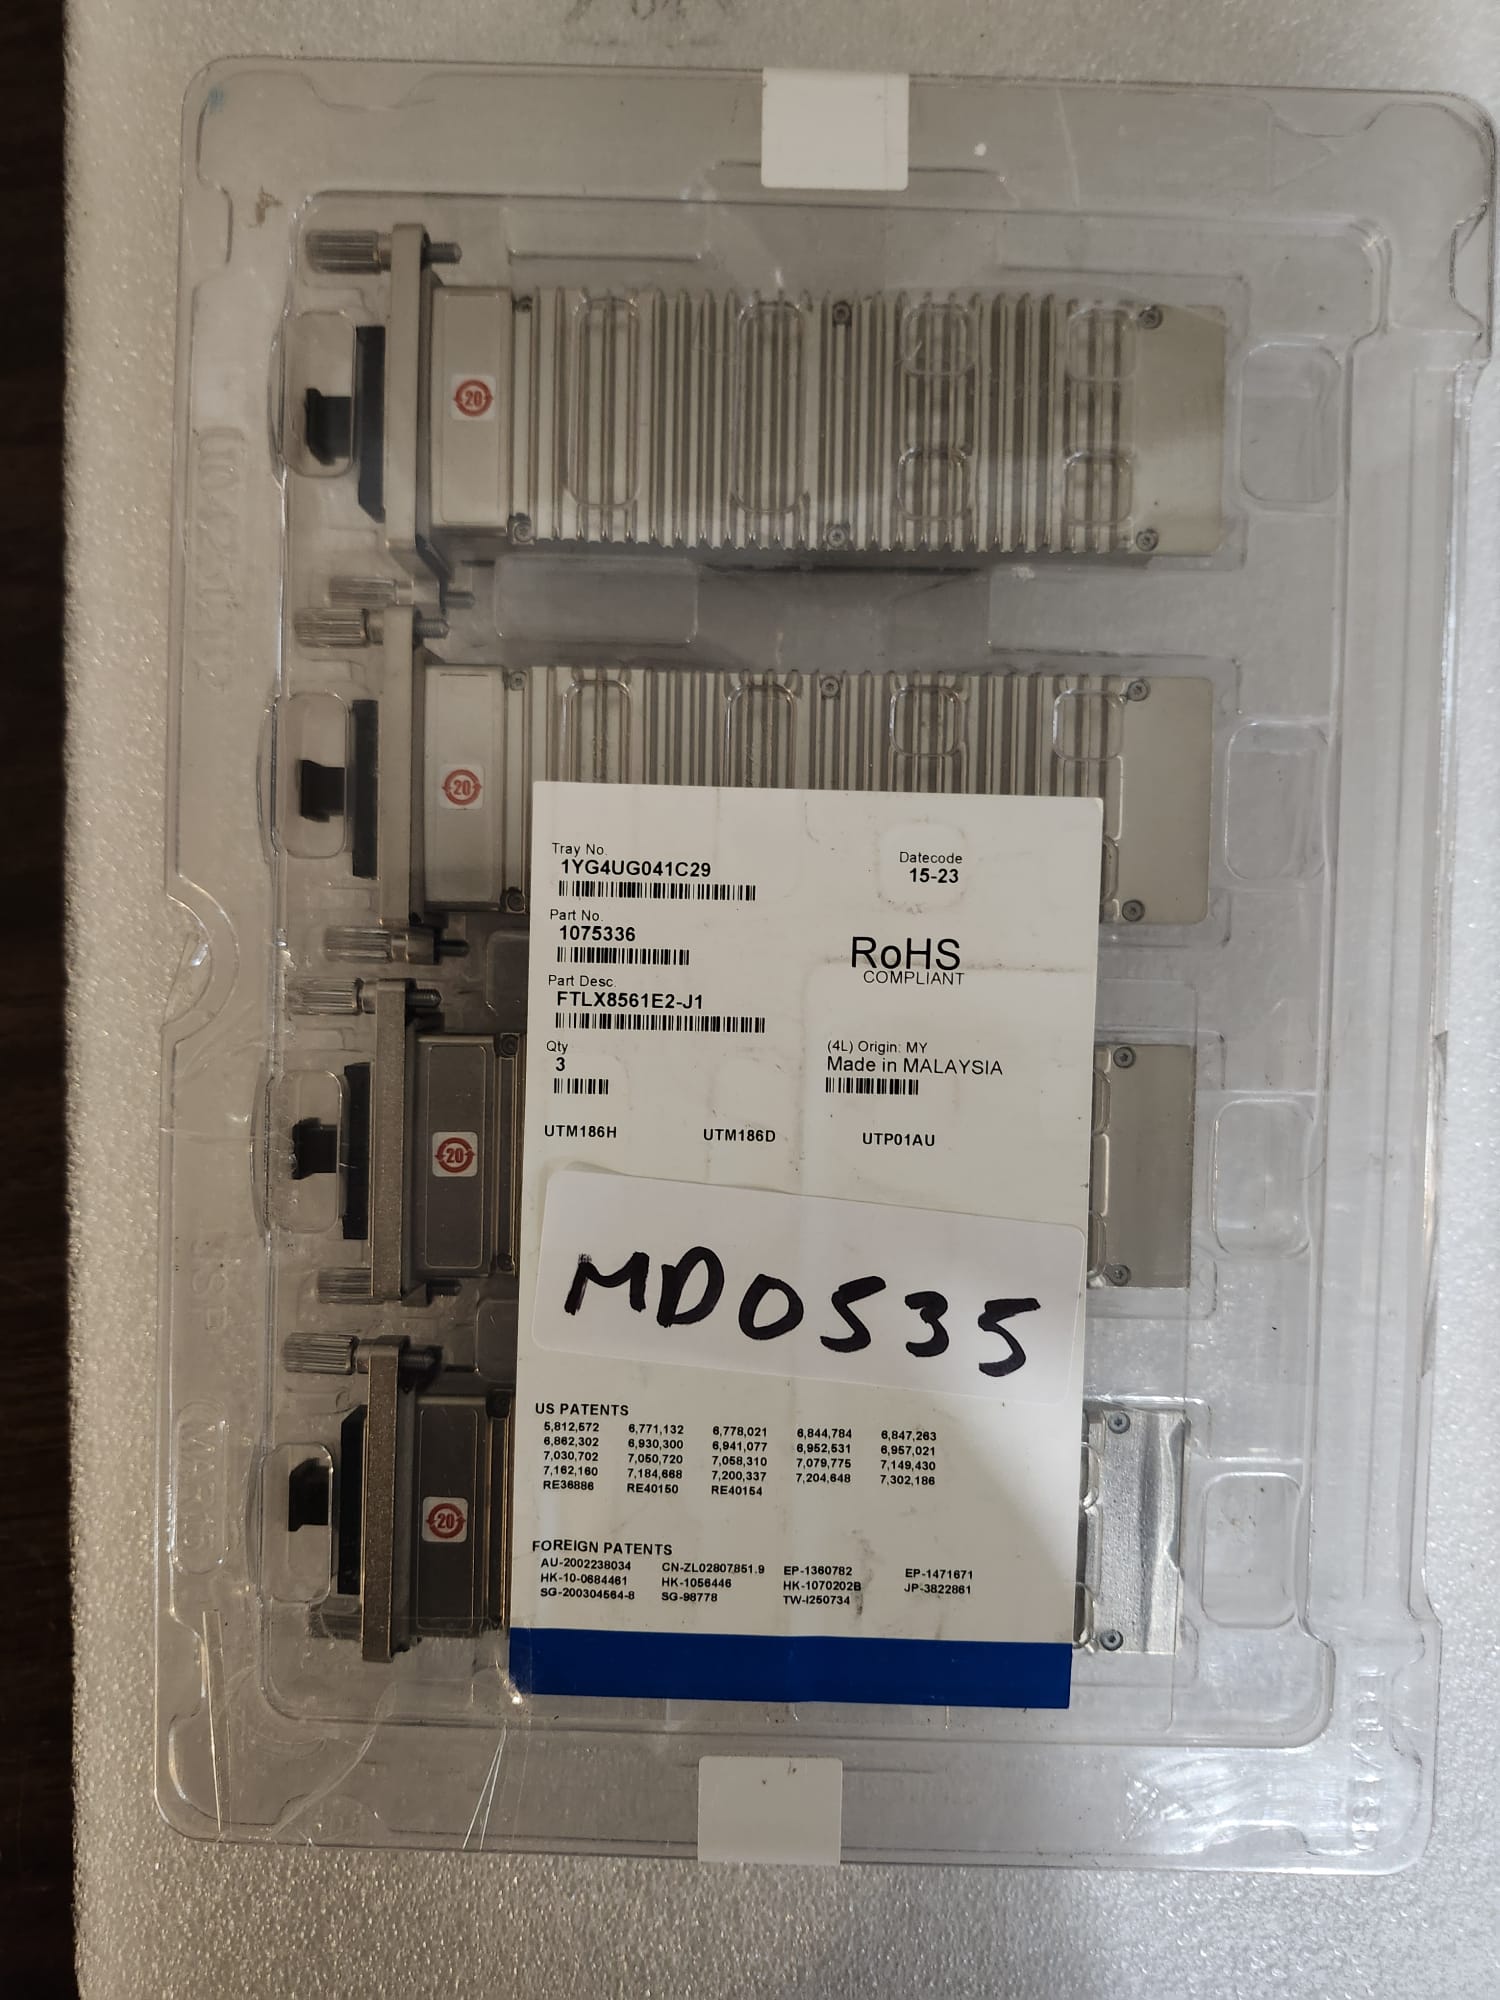 20
20
20
20
Tray No.
1YG4UG041C29
Datecode
15-23
Part No.
1075336
RoHS
COMPLIANT
Part Desc.
FTLX8561E2-J1
Qty
3
(4L) Origin: MY
Made in MALAYSIA
UTM186H UTM186D UTP01AU
MD0535
US PATENTS
5,812,572 6,771,132 6,778,021 6,844,784 6,847,263
6,862,302 6,930,300 6,941,077 6,952,531 6,957,021
7,030,702 7,050,720 7,058,310 7,079,775 7,149,430
7,162,160 7,184,668 7,200,337 7,204,648 7,302,186
RE36886 RE40150 RE40154
FOREIGN PATENTS
AU-2002238034 CN-ZL02807851.9 EP-1360782 EP-1471671
HK-10-0684461 HK-1056446 HK-1070202B JP-3822861
SG-200304564-8 SG-98778 TW-I250734